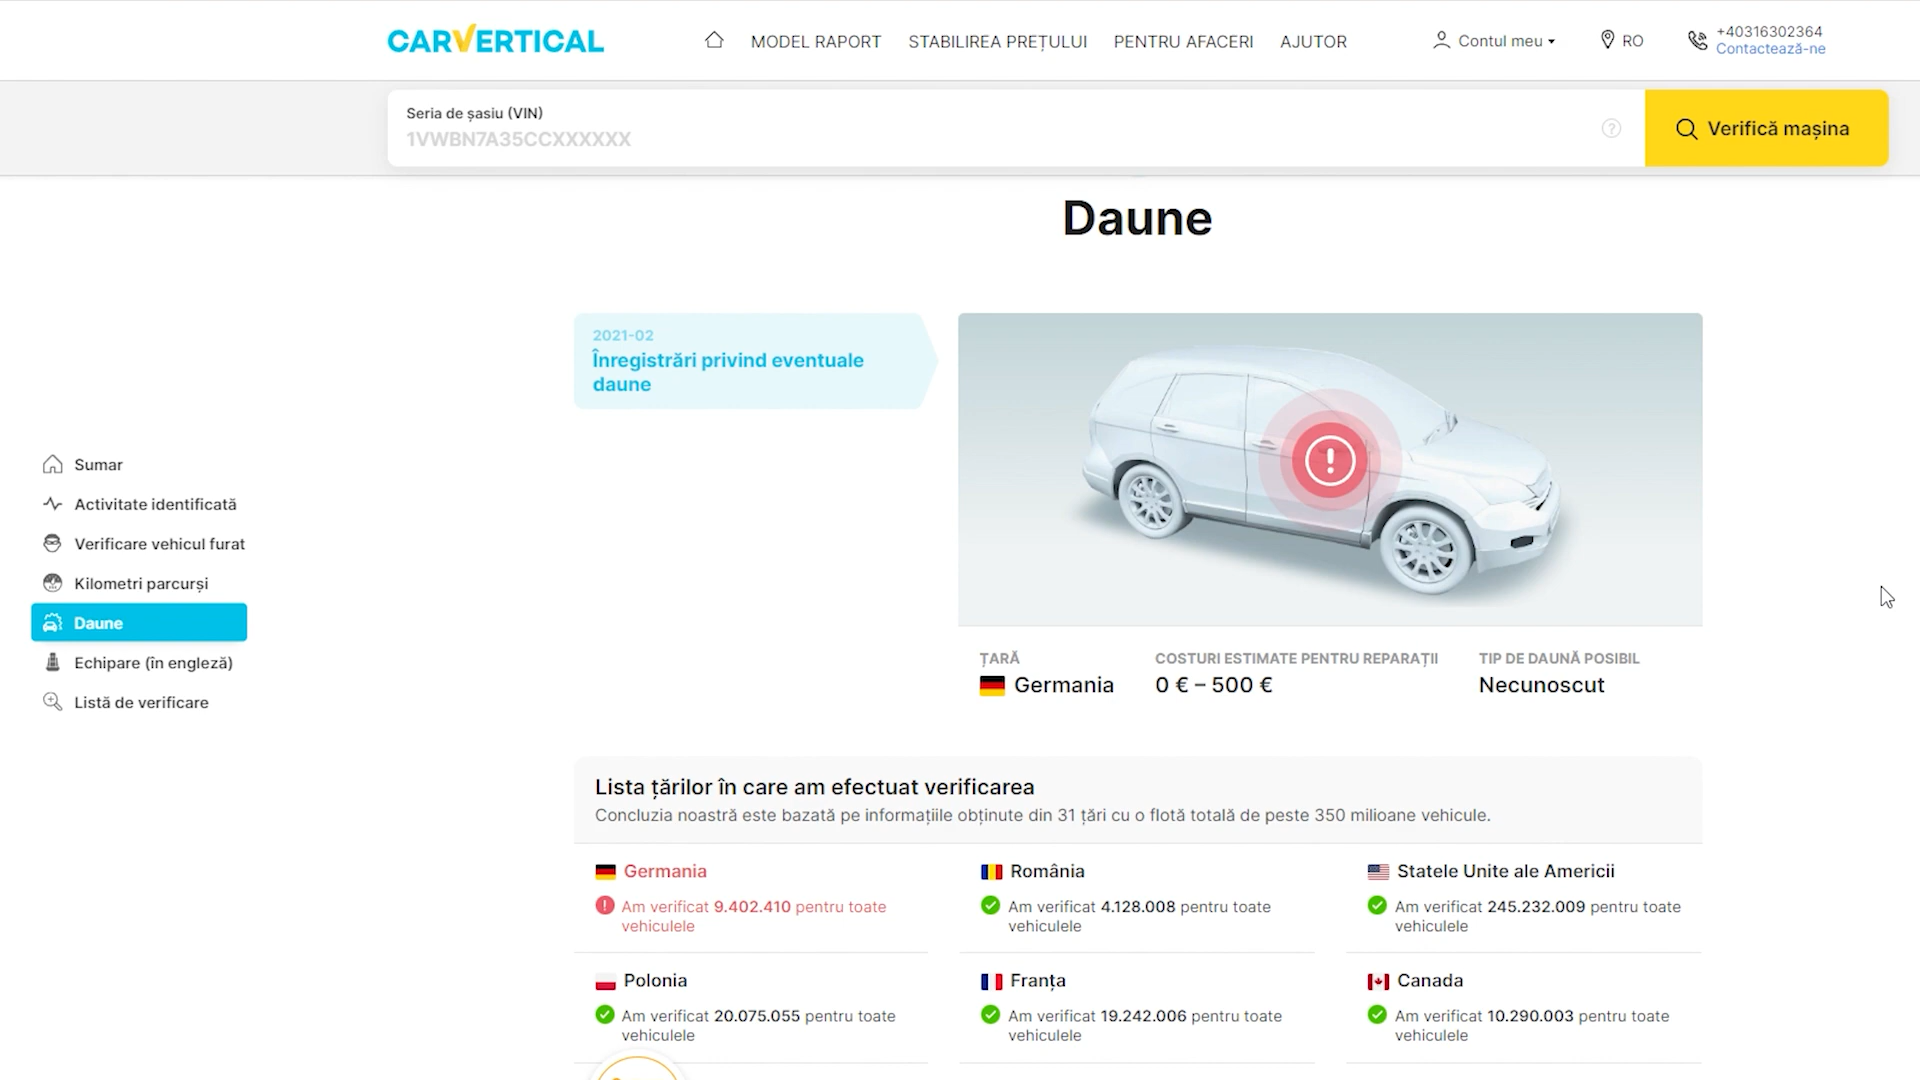 CARVERTICAL
MODEL RAPORT
STABILIREA PREȚULUI
PENTRU AFACERI
AJUTOR
Contul meu
RO
+40316302364
Contactează-ne
Seria de șasiu (VIN)
1VWBN7A35CCXXXXXX
Verifică mașina
Daune
2021-02
Înregistrări privind eventuale
daune
Sumar
Activitate identificată
Verificare vehicul furat
Kilometri parcurși
Daune
Echipare (în engleză)
Listă de verificare
ȚARĂ
Germania
COSTURI ESTIMATE PENTRU REPARAȚII
0 € – 500 €
TIP DE DAUNĂ POSIBIL
Necunoscut
Lista țărilor în care am efectuat verificarea
Concluzia noastră este bazată pe informațiile obținute din 31 țări cu o flotă totală de peste 350 milioane vehicule.
Germania
Am verificat 9.402.410 pentru toate
vehiculele
România
Am verificat 4.128.008 pentru toate
vehiculele
Statele Unite ale Americii
Am verificat 245.232.009 pentru toate
vehiculele
Polonia
Am verificat 20.075.055 pentru toate
vehiculele
Franța
Am verificat 19.242.006 pentru toate
vehiculele
Canada
Am verificat 10.290.003 pentru toate
vehiculele